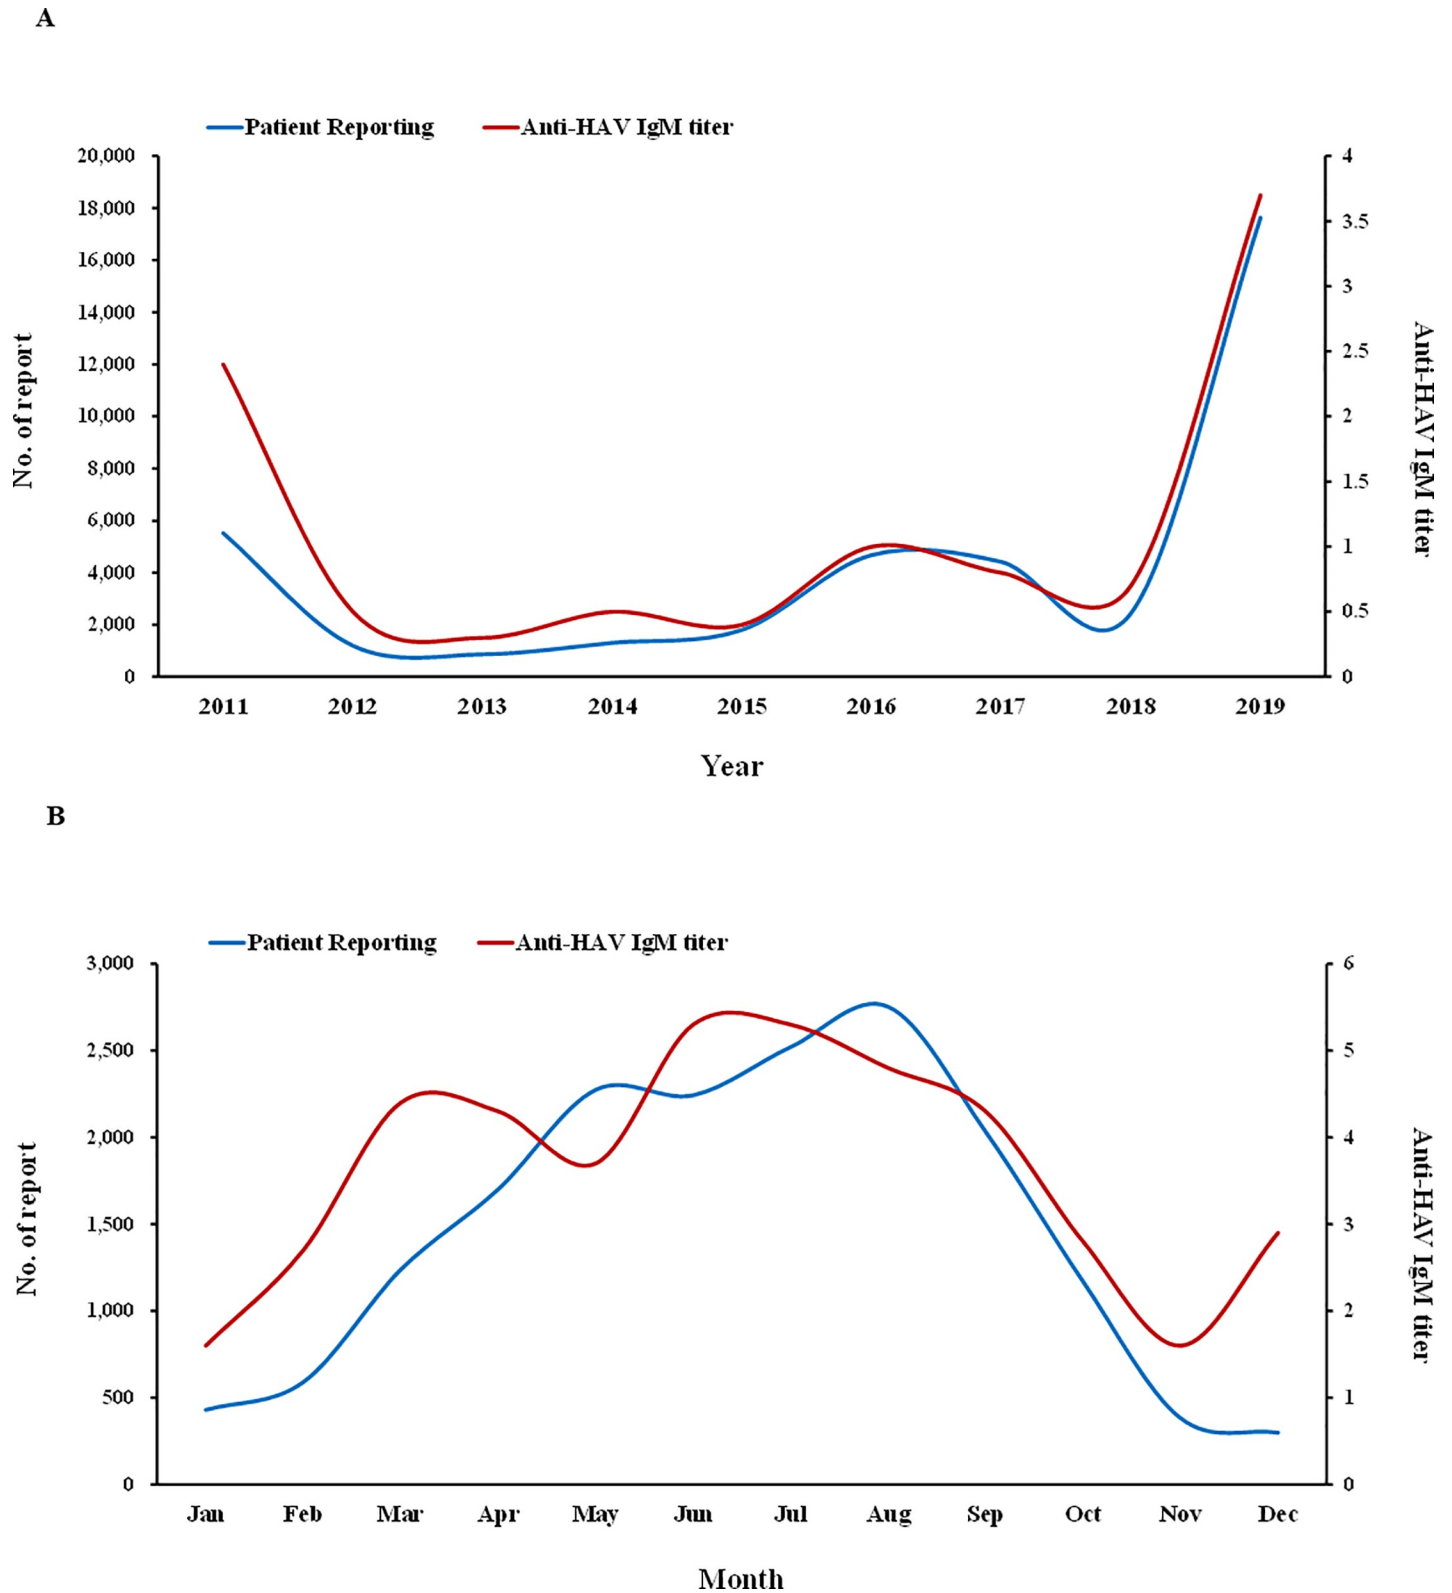 A
Patient Reporting Anti-HAV IgM titer
20,000
18,000
16,000
14,000
12,000
10,000
8,000
6,000
4,000
2,000
0
No. of report
4
3.5
3
2.5
2
1.5
1
0.5
0
Anti-HAV IgM titer
2011 2012 2013 2014 2015 2016 2017 2018 2019
Year
B
Patient Reporting Anti-HAV IgM titer
3,000
2,500
2,000
1,500
1,000
500
0
No. of report
6
5
4
3
2
1
0
Anti-HAV IgM titer
Jan Feb Mar Apr May Jun Jul Aug Sep Oct Nov Dec
Month